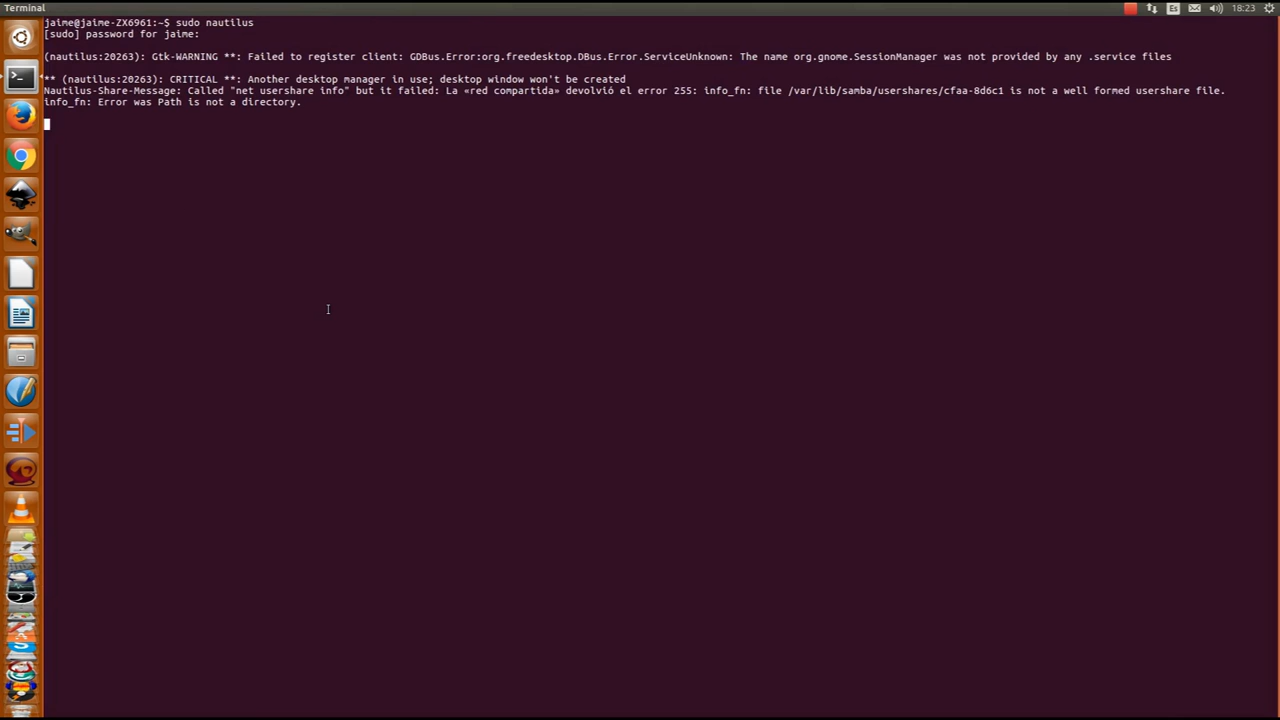 Terminal
Es
18:23
jaime@jaime-ZX6961:~$ sudo nautilus
[sudo] password for jaime:
(nautilus:20263): Gtk-WARNING **: Failed to register client: GDBus.Error:org.freedesktop.DBus.Error.ServiceUnknown: The name org.gnome.SessionManager was not provided by any .service files
** (nautilus:20263): CRITICAL **: Another desktop manager in use; desktop window won't be created
Nautilus-Share-Message: Called "net usershare info" but it failed: La «red compartida» devolvió el error 255: info_fn: file /var/lib/samba/usershares/cfaa-8d6c1 is not a well formed usershare file.
info_fn: Error was Path is not a directory.